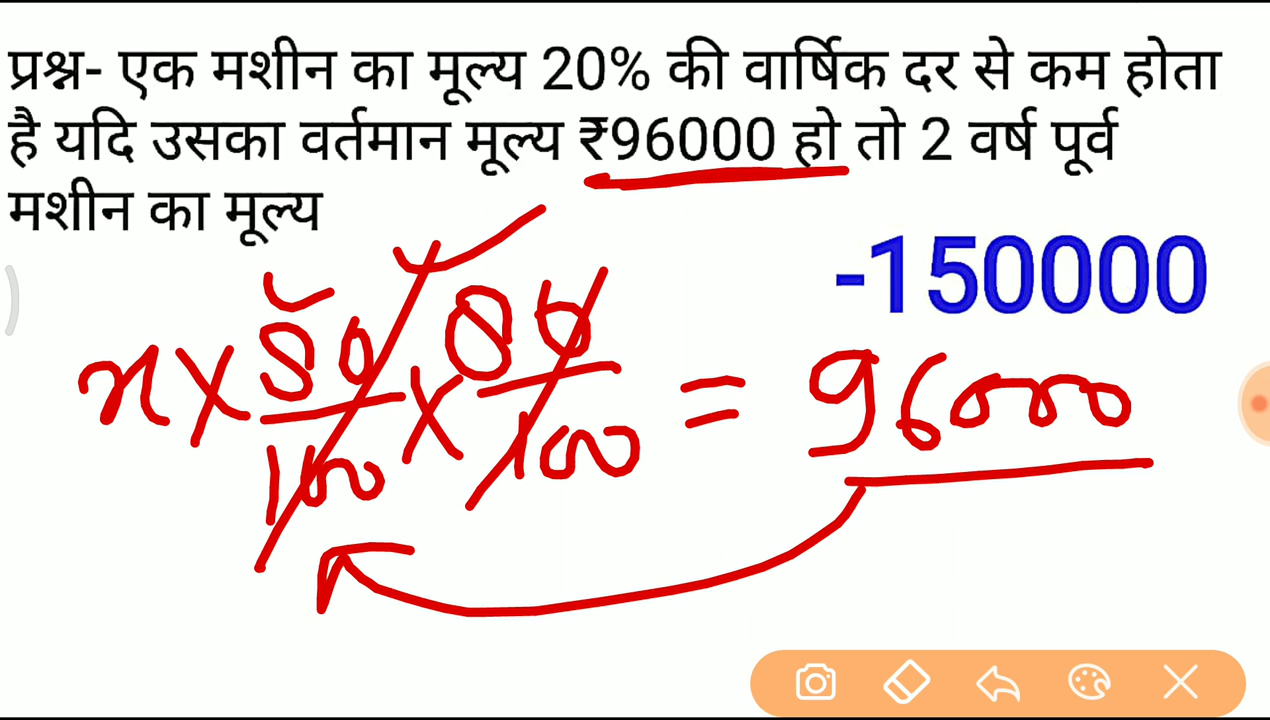 प्रश्न- एक मशीन का मूल्य 20% की वार्षिक दर से कम होता
है यदि उसका वर्तमान मूल्य ₹96000 हो तो 2 वर्ष पूर्व
मशीन का मूल्य
-150000
x × 80/100 × 80/100 = 96000